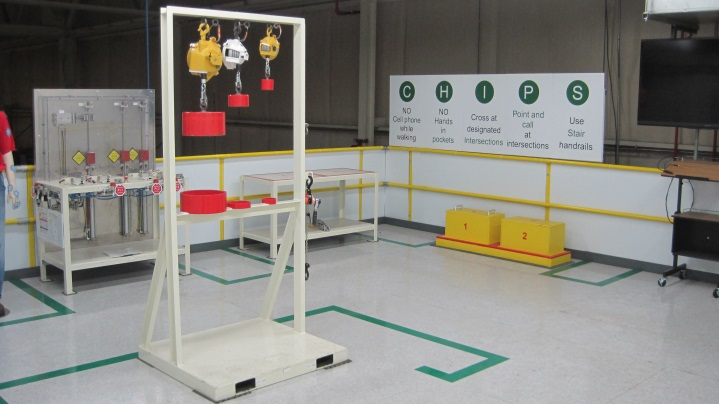 C H I P S
NO
Cell phone
while
walking
NO
Hands
in
pockets
Cross at
designated
intersections
Point and
call
at
intersections
Use
Stair
handrails
1
2